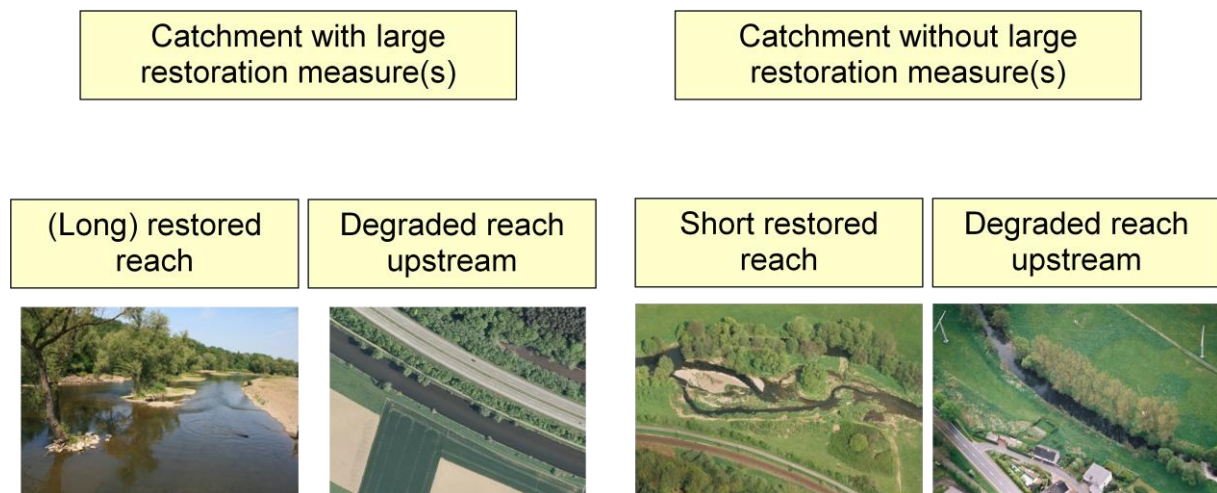 Catchment with large
restoration measure(s)
Catchment without large
restoration measure(s)
(Long) restored
reach
Degraded reach
upstream
Short restored
reach
Degraded reach
upstream